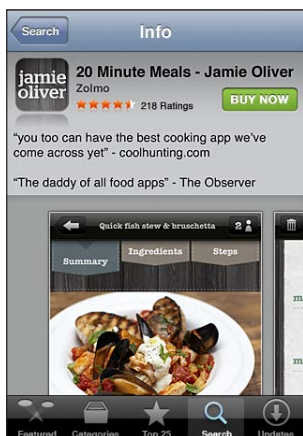 Search
Info
jamie
oliver
20 Minute Meals - Jamie Oliver
Zolmo
218 Ratings
BUY NOW
“you too can have the best cooking app we've
come across yet” - coolhunting.com
“The daddy of all food apps” - The Observer
Quick fish stew & bruschetta
2
Summary
Ingredients
Steps
m
m
Featured
Categories
Top 25
Search
Updates